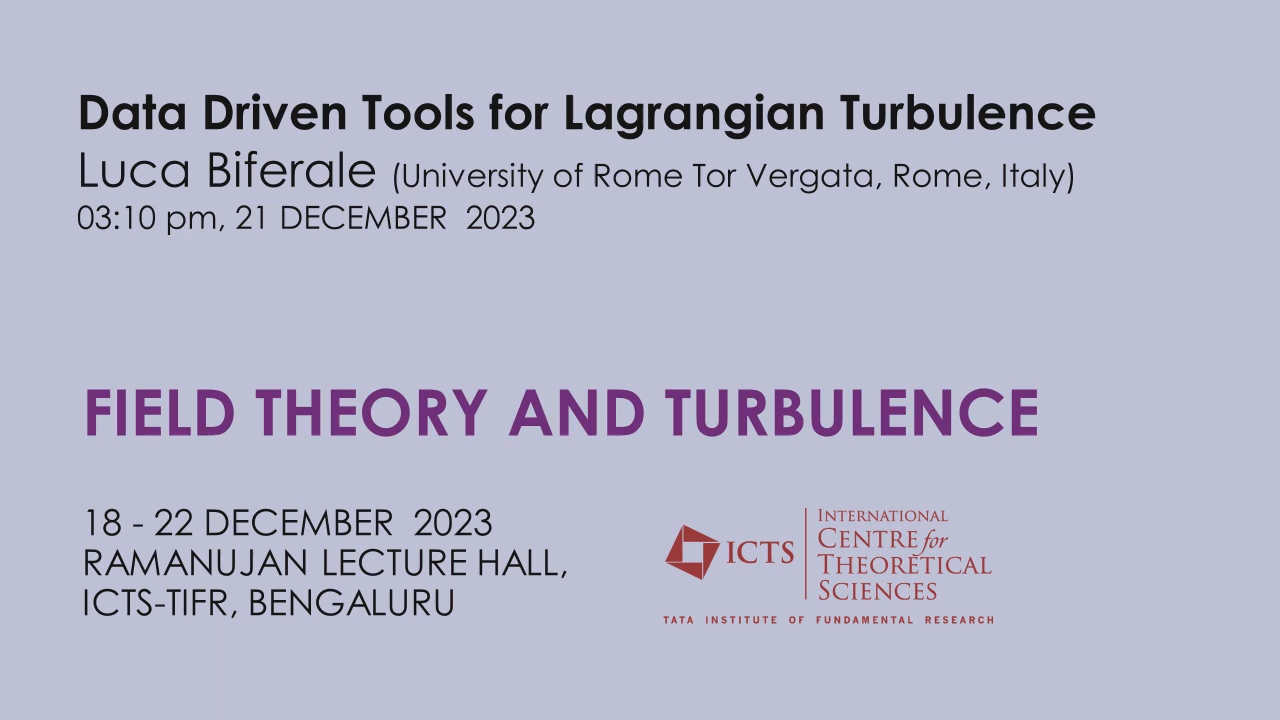 Data Driven Tools for Lagrangian Turbulence
Luca Biferale (University of Rome Tor Vergata, Rome, Italy)
03:10 pm, 21 DECEMBER 2023
FIELD THEORY AND TURBULENCE
18 - 22 DECEMBER 2023
RAMANUJAN LECTURE HALL,
ICTS-TIFR, BENGALURU
ICTS
INTERNATIONAL
CENTRE for
THEORETICAL
SCIENCES
TATA INSTITUTE OF FUNDAMENTAL RESEARCH